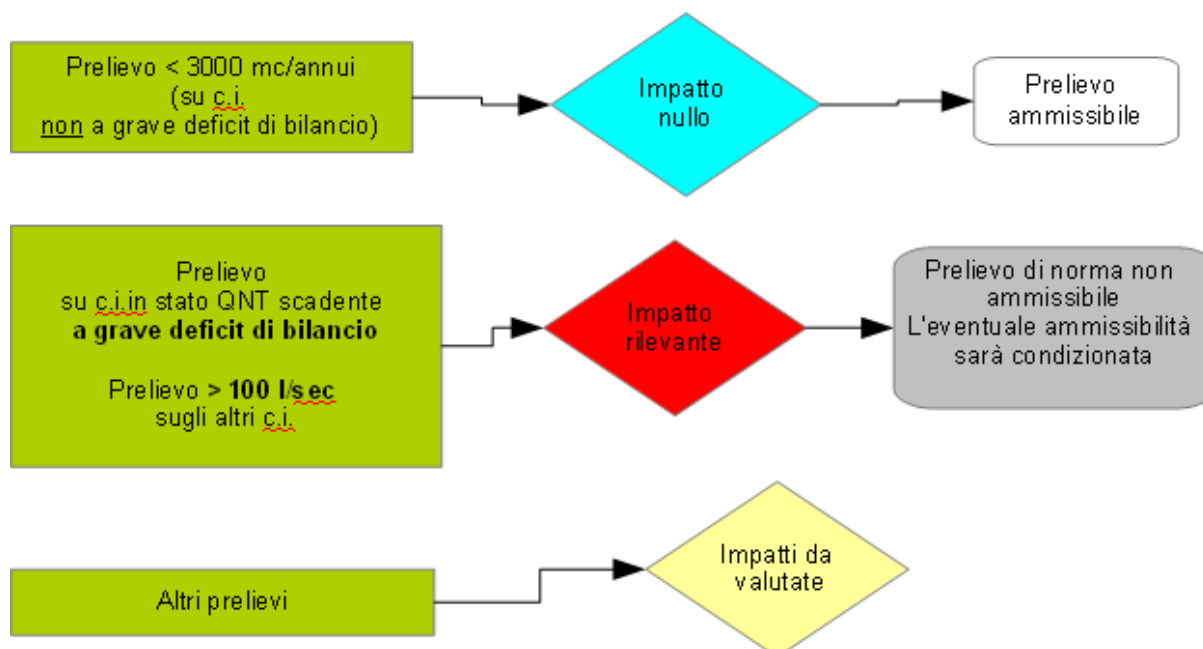 Prelievo < 3000 mc/annui
(su c.i.
non a grave deficit di bilancio)
Impatto
nullo
Prelievo
ammissibile
Prelievo
su c.i.in stato QNT scadente
a grave deficit di bilancio
Prelievo > 100 l/sec
sugli altri c.i.
Impatto
rilevante
Prelievo di norma non
ammissibile
L'eventuale ammissibilità
sarà condizionata
Altri prelievi
Impatti da
valutate